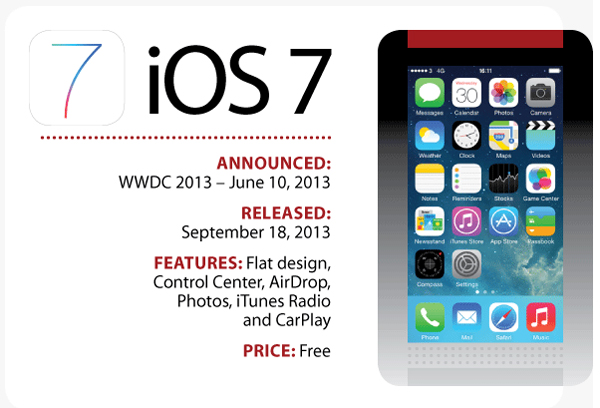 7
iOS 7
ANNOUNCED:
WWDC 2013 – June 10, 2013
RELEASED:
September 18, 2013
FEATURES: Flat design,
Control Center, AirDrop,
Photos, iTunes Radio
and CarPlay
PRICE: Free
3 4G 16:11
Wednesday
30
Messages Calendar Photos Camera
Weather Clock Maps Videos
Notes Reminders Stocks Game Center
Newsstand iTunes Store App Store Passbook
Compass Settings
Phone Mail Safari Music